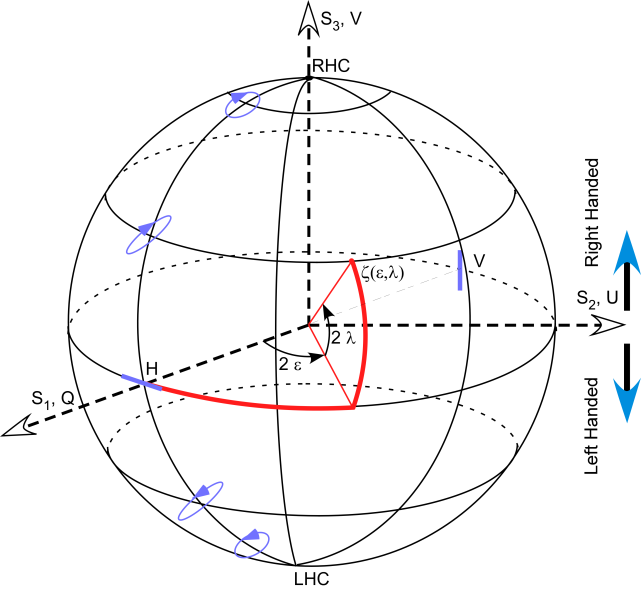 S3, V
RHC
Right Handed
V
ζ(ε,λ)
S2, U
2 λ
2 ε
H
S1, Q
Left Handed
LHC